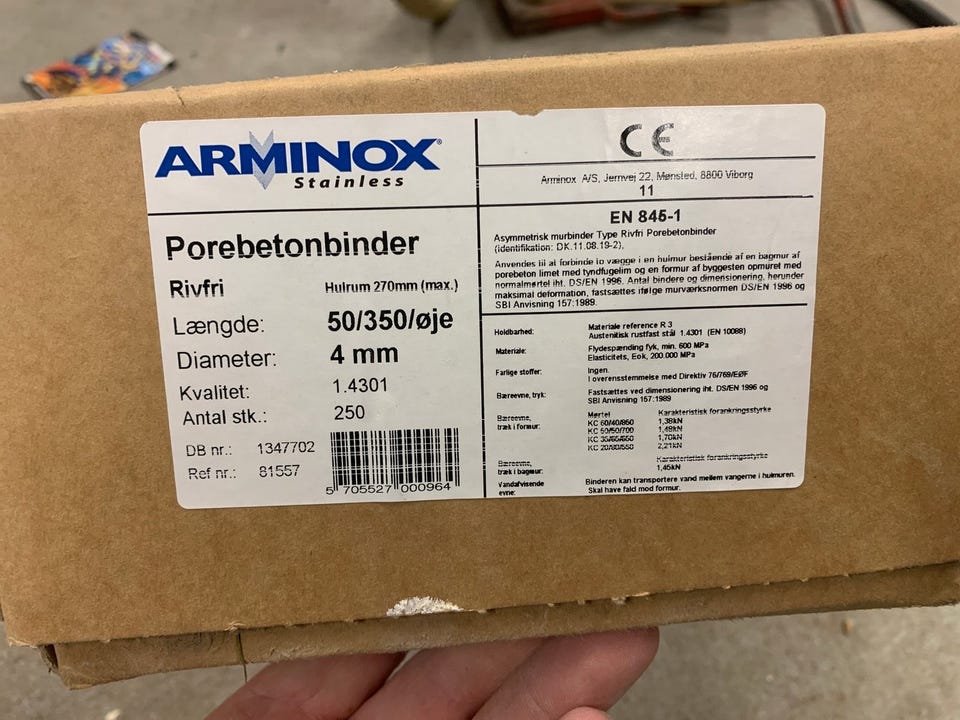 ARMINOX®
Stainless
Porebetonbinder
Rivfri Hulrum 270mm (max.)
Længde: 50/350/øje
Diameter: 4 mm
Kvalitet: 1.4301
Antal stk.: 250
DB nr.: 1347702
Ref nr.: 81557
5 705527 000964
CE
Arminox A/S, Jernvej 22, Mønsted, 8800 Viborg
11
EN 845-1
Asymmetrisk murbinder Type Rivfri Porebetonbinder
(identifikation: DK.11.08.19-2).
Anvendes til at forbinde to vægge i en hulmur bestående af en bagmur af
porebeton limet med tyndfugelim og en formur af byggesten opmuret med
normalmørtel iht. DS/EN 1996. Antal bindere og dimensionering, herunder
maksimal deformation, fastsættes ifølge murværksnormen DS/EN 1996 og
SBI Anvisning 157:1989.
Holdbarhed: Materiale reference R 3
Austenitisk rustfast stål 1.4301 (EN 10088)
Materiale: Flydespænding fyk, min. 600 MPa
Elasticitets, Eok, 200.000 MPa
Farlige stoffer: Ingen.
I overensstemmelse med Direktiv 76/769/EØF
Bæreevne, tryk: Fastsættes ved dimensionering iht. DS/EN 1996 og
SBI Anvisning 157:1989
Bæreevne, Mørtel Karakteristisk forankringsstyrke
træk i formur: KC 60/40/850 1,38kN
KC 50/50/700 1,49kN
KC 35/65/650 1,70kN
KC 20/80/550 2,21kN
Bæreevne, Karakteristisk forankringsstyrke
træk i bagmur: 1,45kN
Vandafvisende Binderen kan transportere vand mellem vangerne i hulmuren.
evne: Skal have fald mod formur.